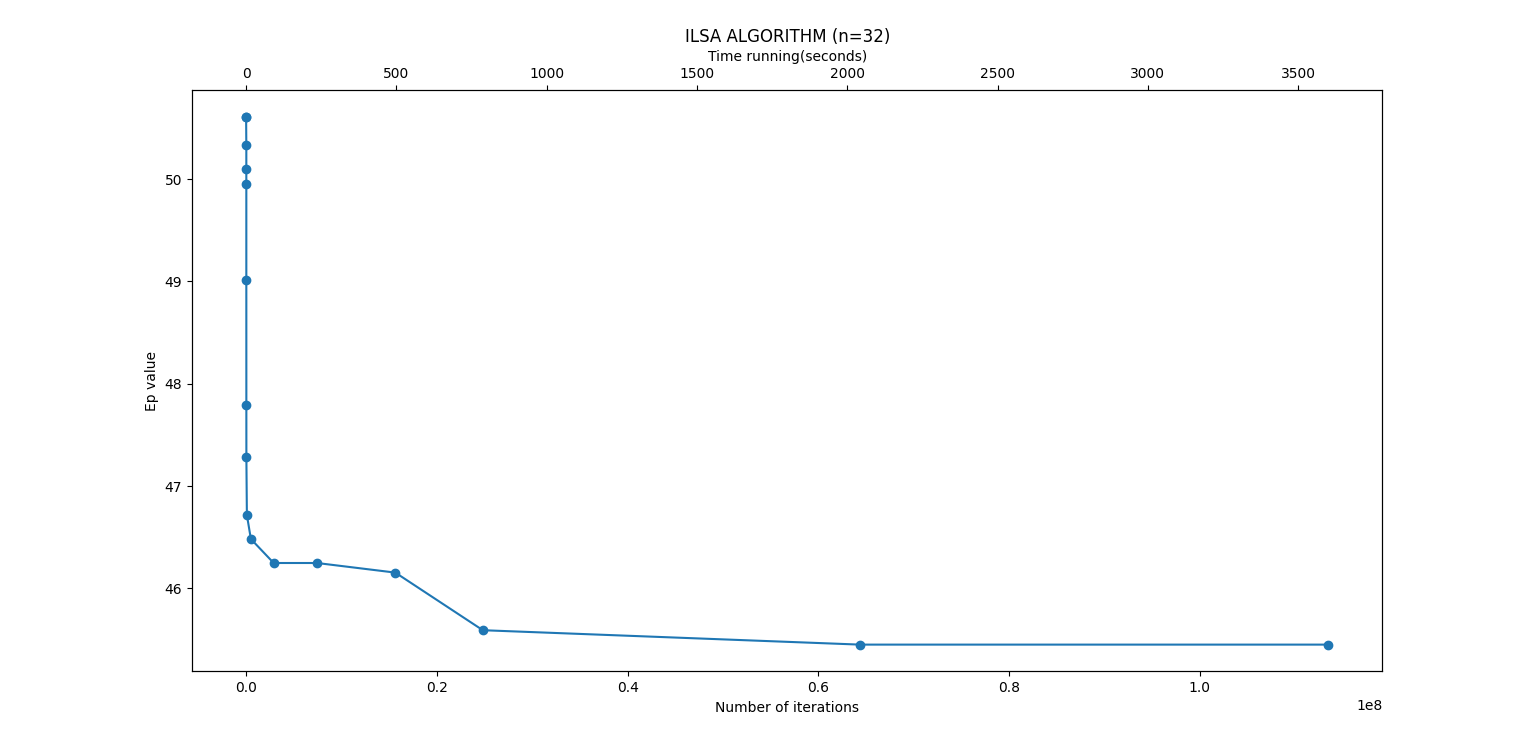 ILSA ALGORITHM (n=32)
Time running(seconds)
0 500 1000 1500 2000 2500 3000 3500
50
49
48
47
46
Ep value
0.0 0.2 0.4 0.6 0.8 1.0
1e8
Number of iterations